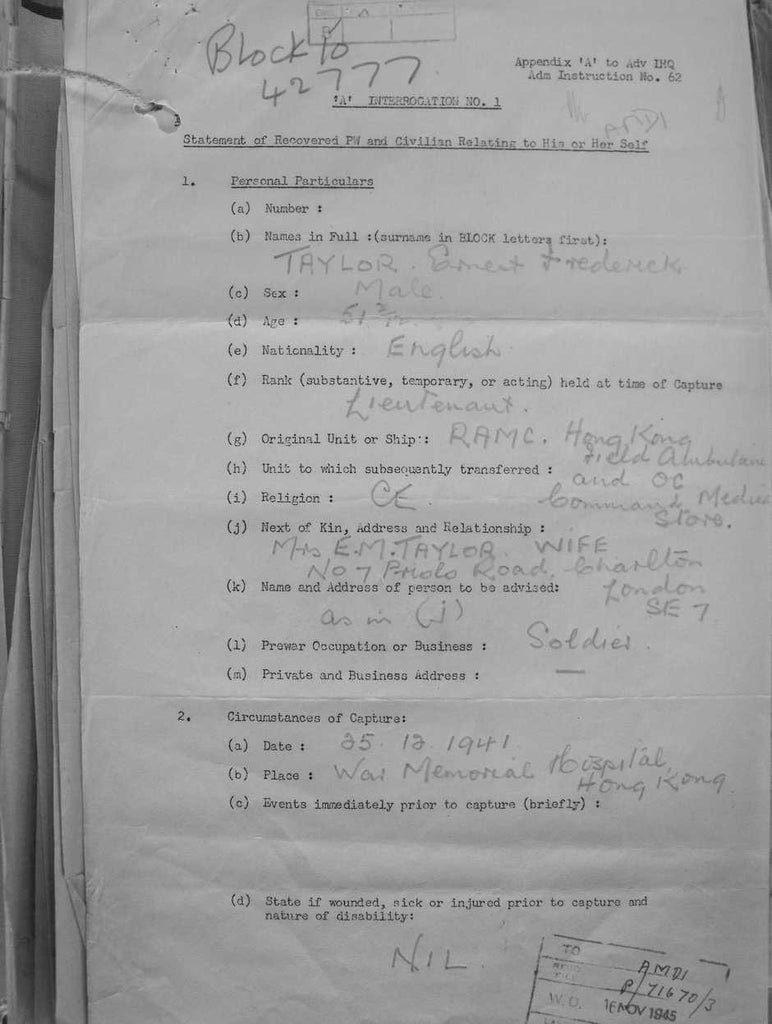 Block to
42777
Appendix 'A' to Adv IHQ
Adm Instruction No. 62
'A' INTERROGATION NO. 1
AMDI
Statement of Recovered PW and Civilian Relating to His or Her Self
1. Personal Particulars
(a) Number :
(b) Names in Full :(surname in BLOCK letters first):
TAYLOR. Ernest Frederick
(c) Sex : Male.
(d) Age : 51
(e) Nationality : English
(f) Rank (substantive, temporary, or acting) held at time of Capture
Lieutenant.
(g) Original Unit or Ship : RAMC. Hong Kong
Field Ambulance
(h) Unit to which subsequently transferred : and OC
(i) Religion : CE. Command Medical
Store.
(j) Next of Kin, Address and Relationship :
Mrs E.M. TAYLOR. WIFE
No 7 Road, Charlton
(k) Name and Address of person to be advised: London
SE 7
as in (j)
(l) Prewar Occupation or Business : Soldier.
(m) Private and Business Address : —
2. Circumstances of Capture:
(a) Date : 25.12.1941.
(b) Place : War Memorial Hospital,
Hong Kong
(c) Events immediately prior to capture (briefly) :
(d) State if wounded, sick or injured prior to capture and
nature of disability:
NIL.
TO
AMDI
P/71670/3
W.O. 16 NOV 1945